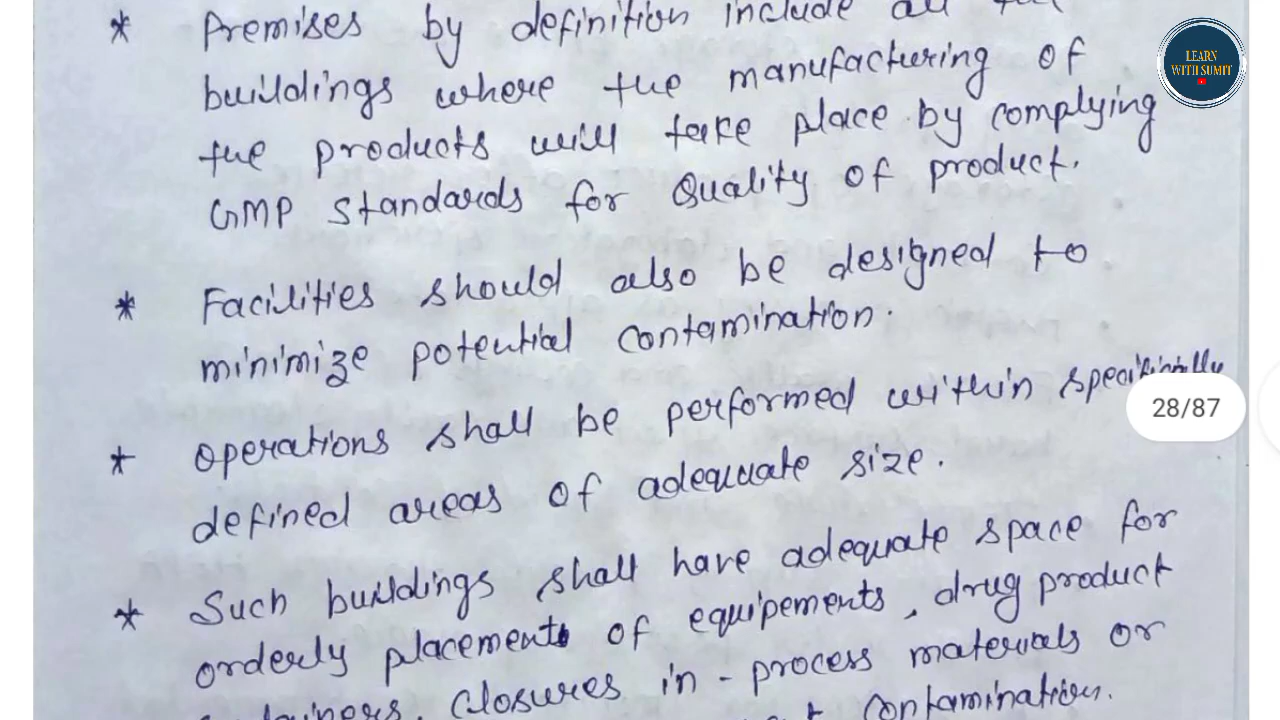 * Premises by definition include all
buildings where the manufacturing of
the products will take place by complying
GMP standards for Quality of product.
* Facilities should also be designed to
minimize potential contamination.
* Operations shall be performed within specifically
defined areas of adequate size.
* Such buildings shall have adequate space for
orderly placements of equipements, drug product
closures in-process materials or
contamination.
LEARN
WITH SUMIT
28/87